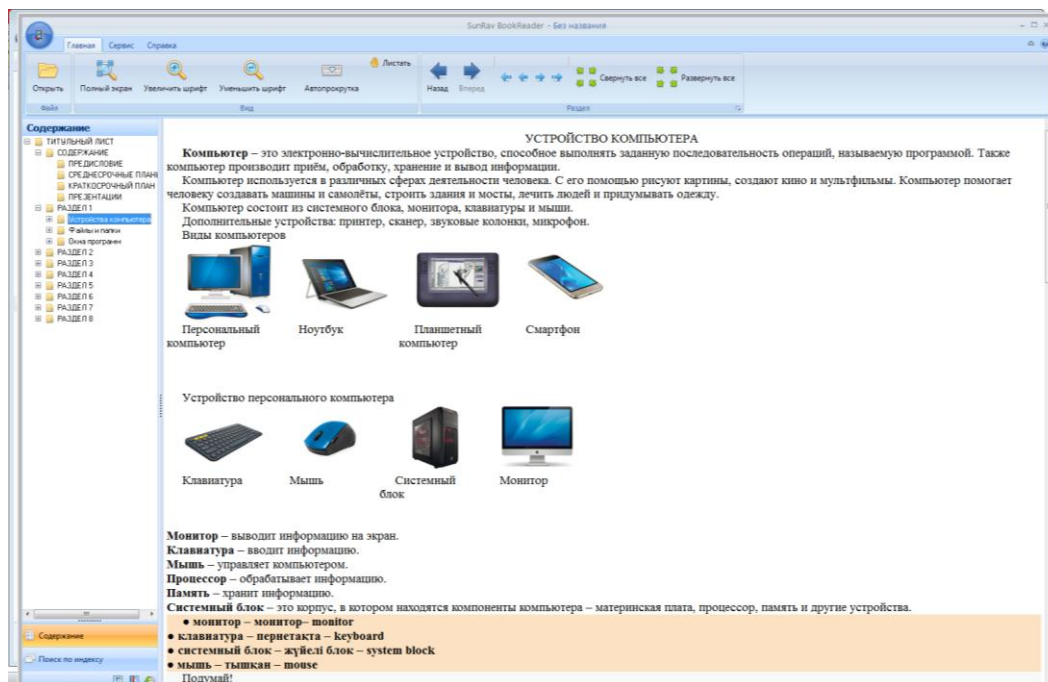 SunRav BookReader - Без названия
Главная Сервис Справка
Открыть
Полный экран
Увеличить шрифт
Уменьшить шрифт
Автопрокрутка
Листать
Назад
Вперед
Свернуть все
Развернуть все
Файл
Вид
Раздел
Содержание
ТИТУЛЬНЫЙ ЛИСТ
СОДЕРЖАНИЕ
ПРЕДИСЛОВИЕ
СРЕДНЕСРОЧНЫЕ ПЛАН
КРАТКОСРОЧНЫЙ ПЛАН
ПРЕЗЕНТАЦИИ
РАЗДЕЛ 1
Устройства компьютера
Файлы и папки
Окна программ
РАЗДЕЛ 2
РАЗДЕЛ 3
РАЗДЕЛ 4
РАЗДЕЛ 5
РАЗДЕЛ 6
РАЗДЕЛ 7
РАЗДЕЛ 8
Содержание
Поиск по индексу
УСТРОЙСТВО КОМПЬЮТЕРА
Компьютер – это электронно-вычислительное устройство, способное выполнять заданную последовательность операций, называемую программой. Также
компьютер производит приём, обработку, хранение и вывод информации.
Компьютер используется в различных сферах деятельности человека. С его помощью рисуют картины, создают кино и мультфильмы. Компьютер помогает
человеку создавать машины и самолёты, строить здания и мосты, лечить людей и придумывать одежду.
Компьютер состоит из системного блока, монитора, клавиатуры и мыши.
Дополнительные устройства: принтер, сканер, звуковые колонки, микрофон.
Виды компьютеров
Персональный Ноутбук Планшетный Смартфон
компьютер компьютер
Устройство персонального компьютера
Клавиатура Мышь Системный Монитор
блок
Монитор – выводит информацию на экран.
Клавиатура – вводит информацию.
Мышь – управляет компьютером.
Процессор – обрабатывает информацию.
Память – хранит информацию.
Системный блок – это корпус, в котором находятся компоненты компьютера – материнская плата, процессор, память и другие устройства.
● монитор – монитор– monitor
● клавиатура – пернетақта – keyboard
● системный блок – жүйелі блок – system block
● мышь – тышқан – mouse
Подумай!